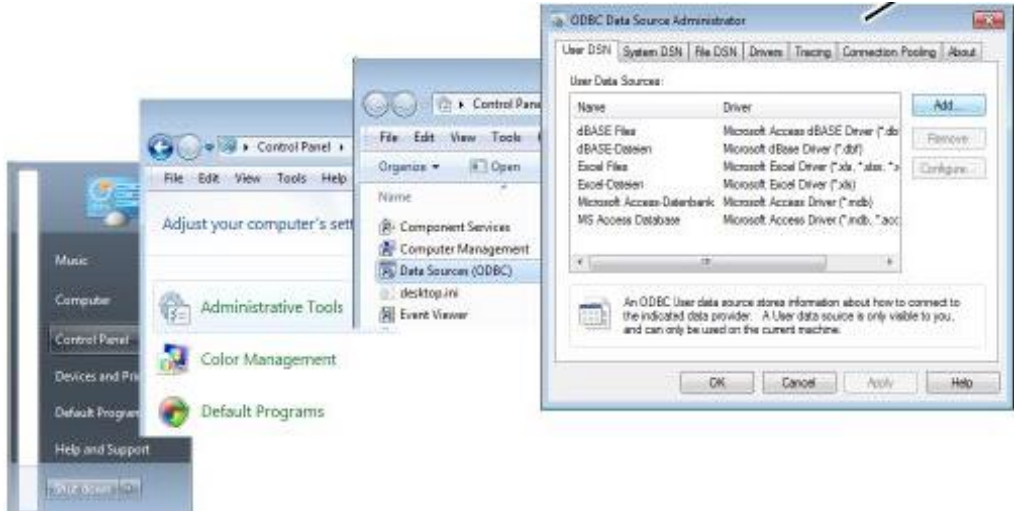 Music
Computer
Control Panel
Devices and Pri
Default Program
Help and Support
Shut down
Control Panel
File Edit View Tools Help
Adjust your computer's sett
Administrative Tools
Color Management
Default Programs
Control Pane
File Edit View Tools
Organize Open
Name
Component Services
Computer Management
Data Sources (ODBC)
desktop.ini
Event Viewer
ODBC Data Source Administrator
User DSN System DSN File DSN Drivers Tracing Connection Pooling About
User Data Sources:
Name Driver Add...
dBASE Files Microsoft Access dBASE Driver (*.db Remove
dBASE-Dateien Microsoft dBase Driver (*.dbf)
Excel Files Microsoft Excel Driver (*.xls, *.xlsx, *.x Configure...
Excel-Dateien Microsoft Excel Driver (*.xls)
Microsoft Access-Datenbank Microsoft Access Driver (*.mdb)
MS Access Database Microsoft Access Driver (*.mdb, *.acc
An ODBC User data source stores information about how to connect to
the indicated data provider. A User data source is only visible to you,
and can only be used on the current machine.
OK Cancel Apply Help